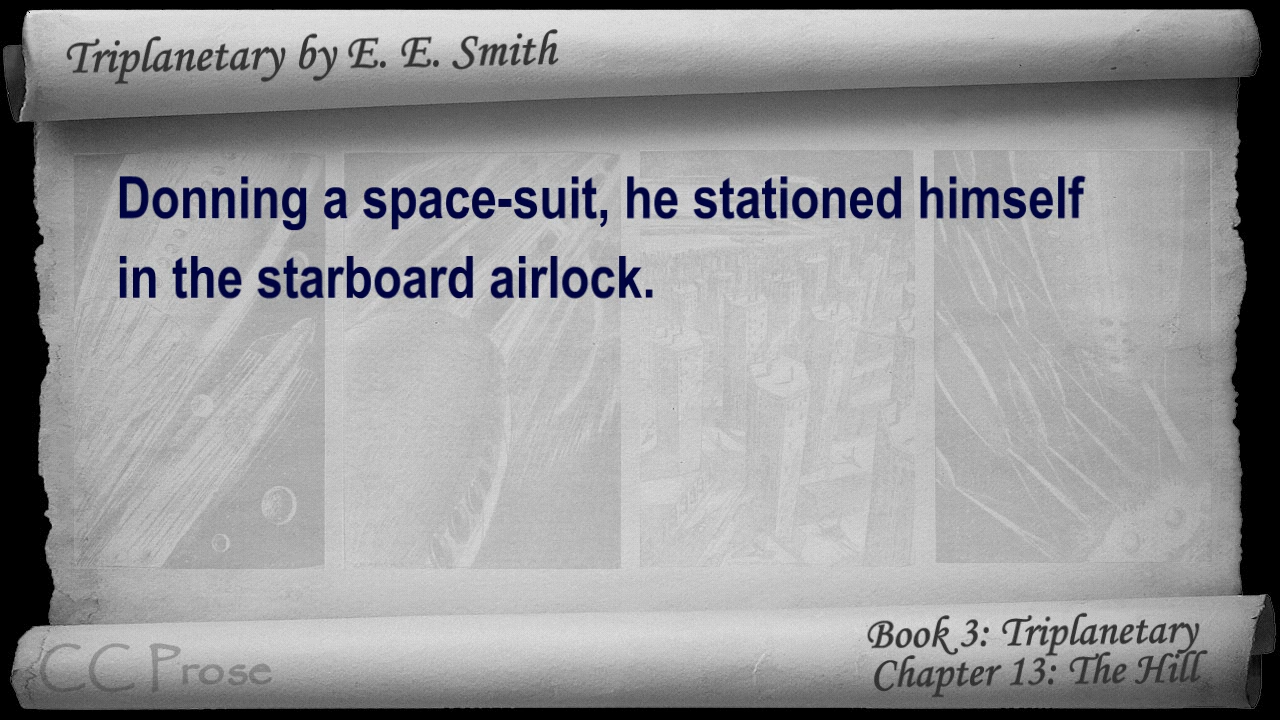 Triplanetary by E. E. Smith
Donning a space-suit, he stationed himself
in the starboard airlock.
Book 3: Triplanetary
Chapter 13: The Hill
CC Prose